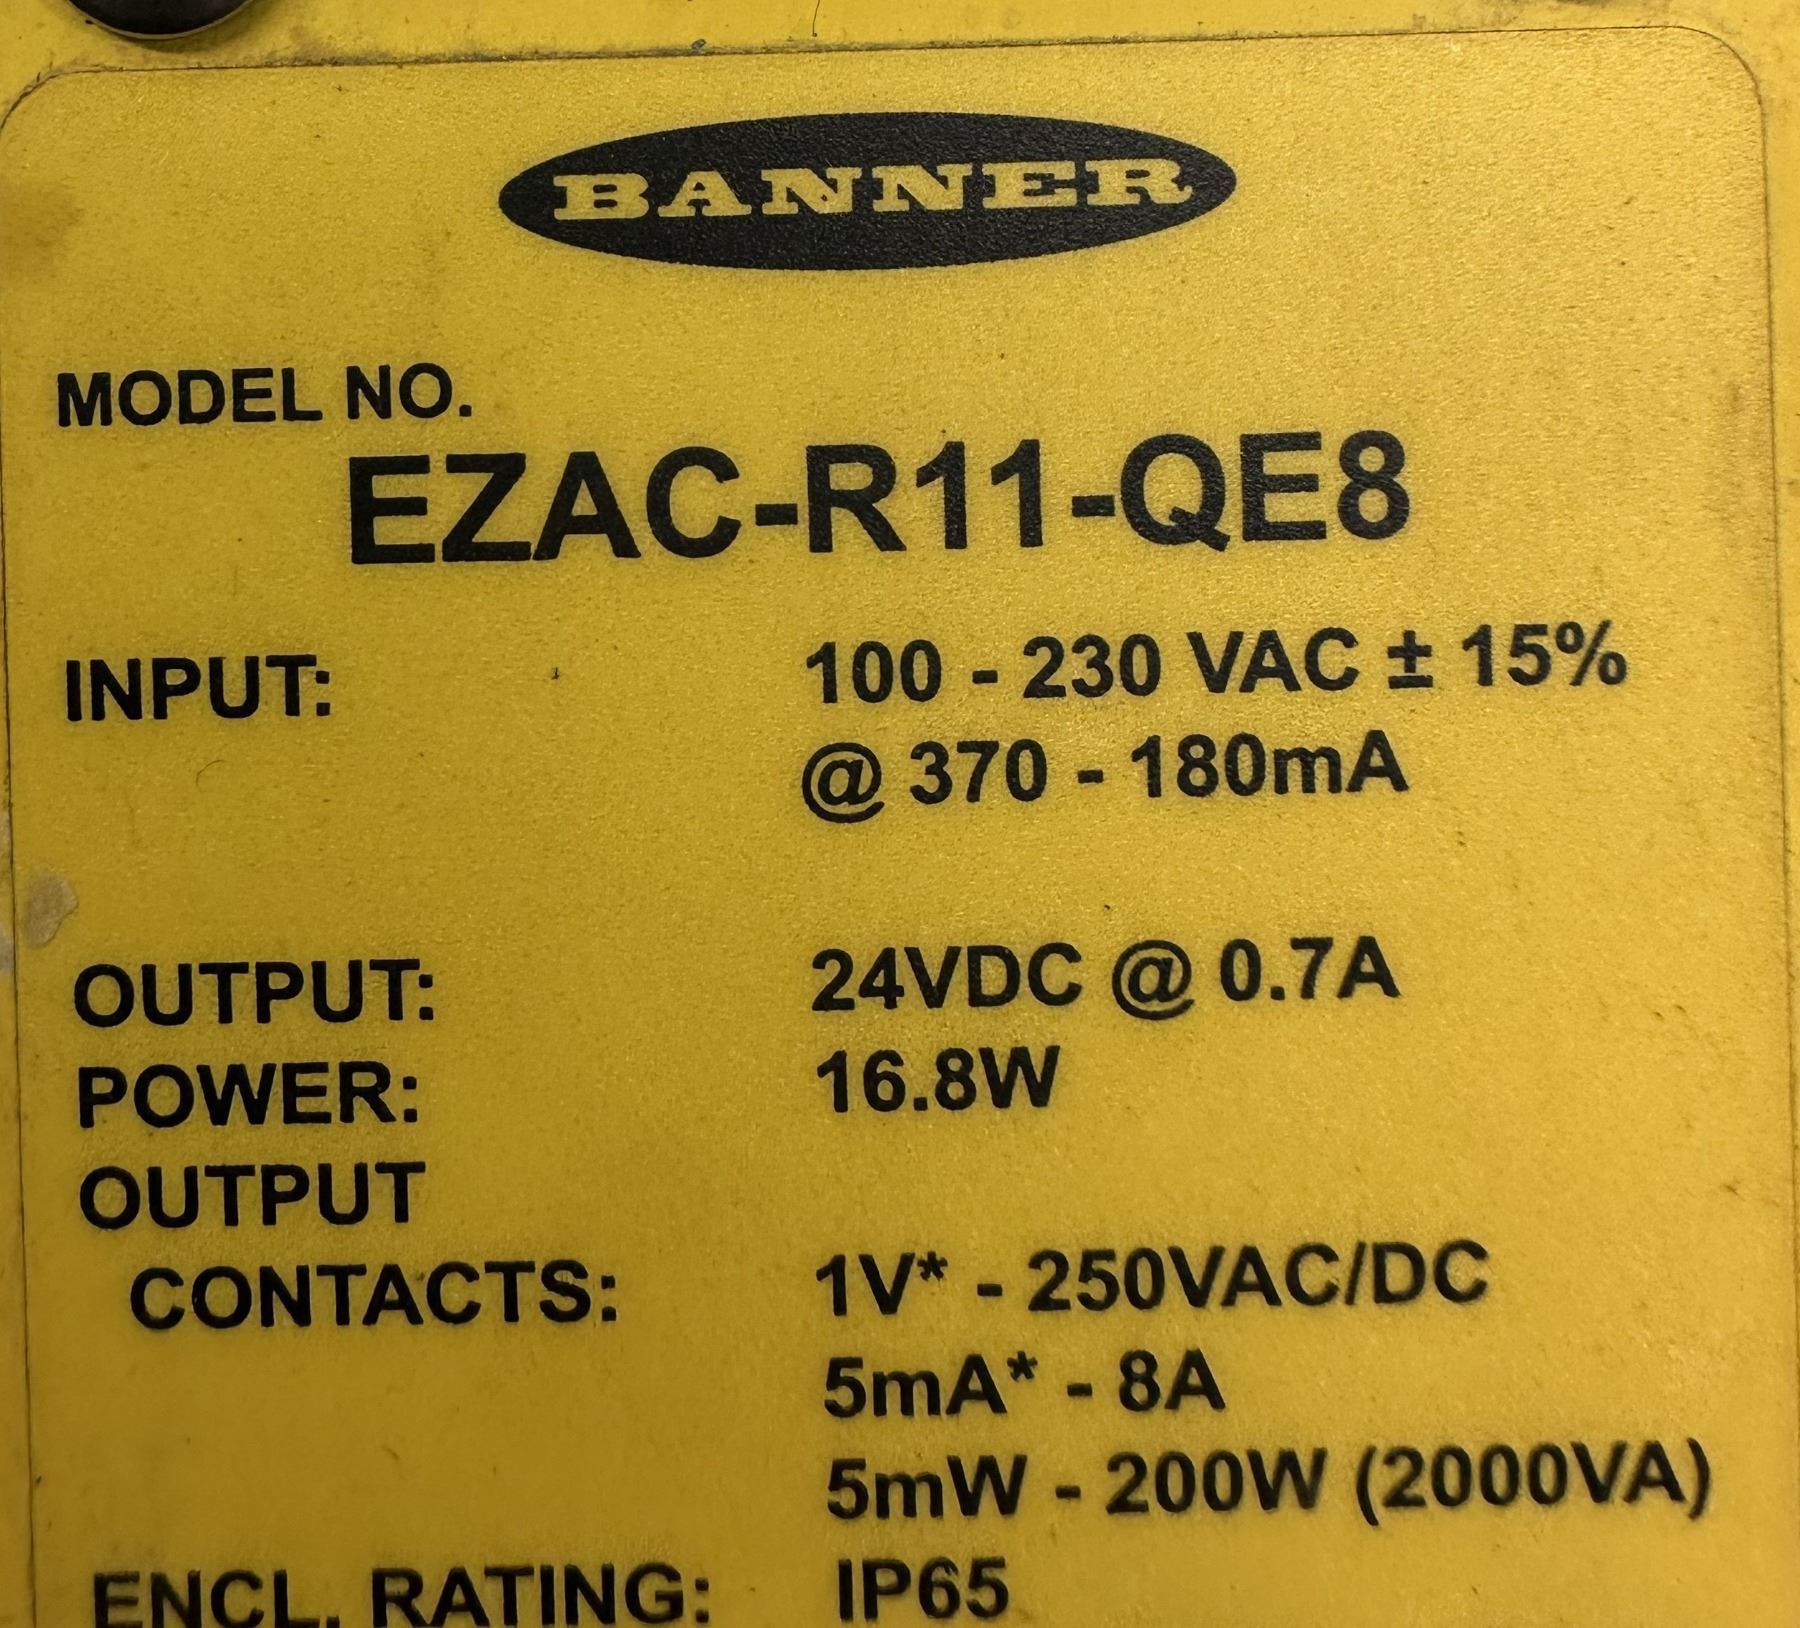 BANNER
MODEL NO.
EZAC-R11-QE8
INPUT: 100 - 230 VAC ± 15%
@ 370 - 180mA
OUTPUT: 24VDC @ 0.7A
POWER: 16.8W
OUTPUT
CONTACTS: 1V* - 250VAC/DC
5mA* - 8A
5mW - 200W (2000VA)
ENCL. RATING: IP65